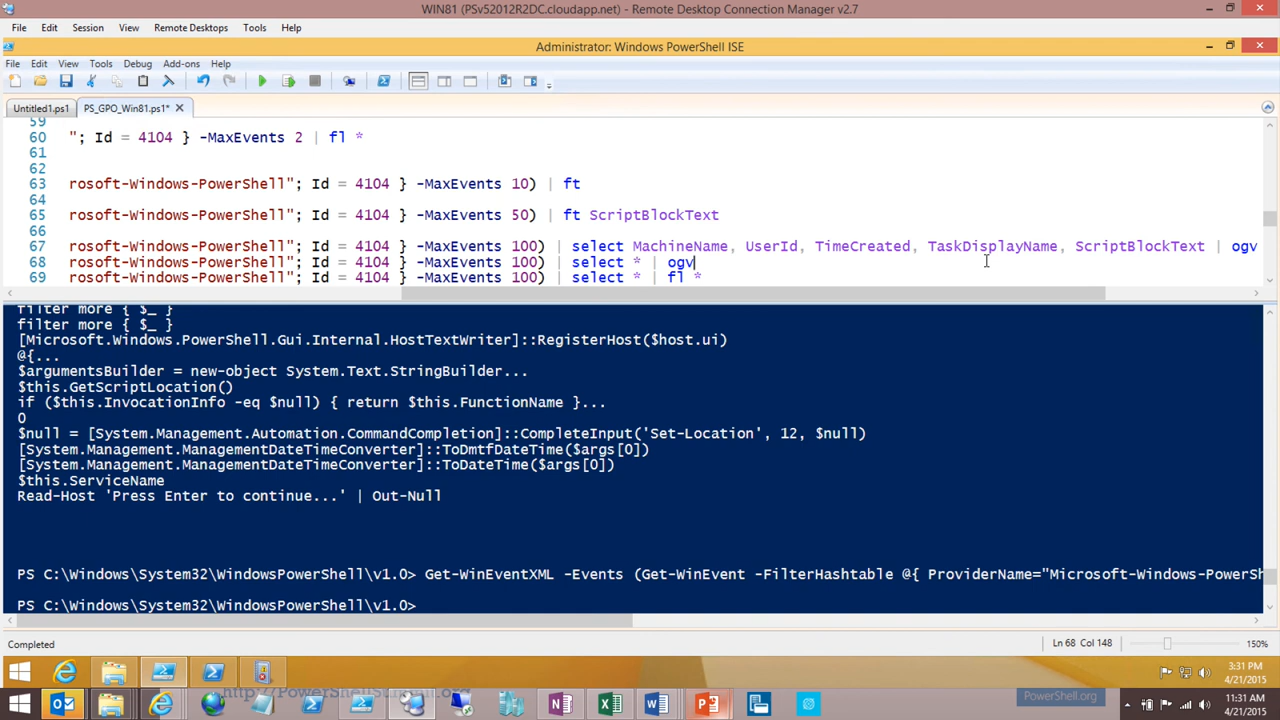 WIN81 (PSv52012R2DC.cloudapp.net) - Remote Desktop Connection Manager v2.7
File Edit Session View Remote Desktops Tools Help
Administrator: Windows PowerShell ISE
File Edit View Tools Debug Add-ons Help
Untitled1.ps1 PS_GPO_Win81.ps1*
59
60 "; Id = 4104 } -MaxEvents 2 | fl *
61
62
63 rosoft-Windows-PowerShell"; Id = 4104 } -MaxEvents 10) | ft
64
65 rosoft-Windows-PowerShell"; Id = 4104 } -MaxEvents 50) | ft ScriptBlockText
66
67 rosoft-Windows-PowerShell"; Id = 4104 } -MaxEvents 100) | select MachineName, UserId, TimeCreated, TaskDisplayName, ScriptBlockText | ogv
68 rosoft-Windows-PowerShell"; Id = 4104 } -MaxEvents 100) | select * | ogv
69 rosoft-Windows-PowerShell"; Id = 4104 } -MaxEvents 100) | select * | fl *
filter more { $_ }
filter more { $_ }
[Microsoft.Windows.PowerShell.Gui.Internal.HostTextWriter]::RegisterHost($host.ui)
@{...
$argumentsBuilder = new-object System.Text.StringBuilder...
$this.GetScriptLocation()
if ($this.InvocationInfo -eq $null) { return $this.FunctionName }...
0
$null = [System.Management.Automation.CommandCompletion]::CompleteInput('Set-Location', 12, $null)
[System.Management.ManagementDateTimeConverter]::ToDmtfDateTime($args[0])
[System.Management.ManagementDateTimeConverter]::ToDateTime($args[0])
$this.ServiceName
Read-Host 'Press Enter to continue...' | Out-Null
PS C:\Windows\System32\WindowsPowerShell\v1.0> Get-WinEventXML -Events (Get-WinEvent -FilterHashtable @{ ProviderName="Microsoft-Windows-PowerSh
PS C:\Windows\System32\WindowsPowerShell\v1.0>
Completed Ln 68 Col 148 150%
3:31 PM
4/21/2015
http://PowerShellSummit.org
PowerShell.org
11:31 AM
4/21/2015